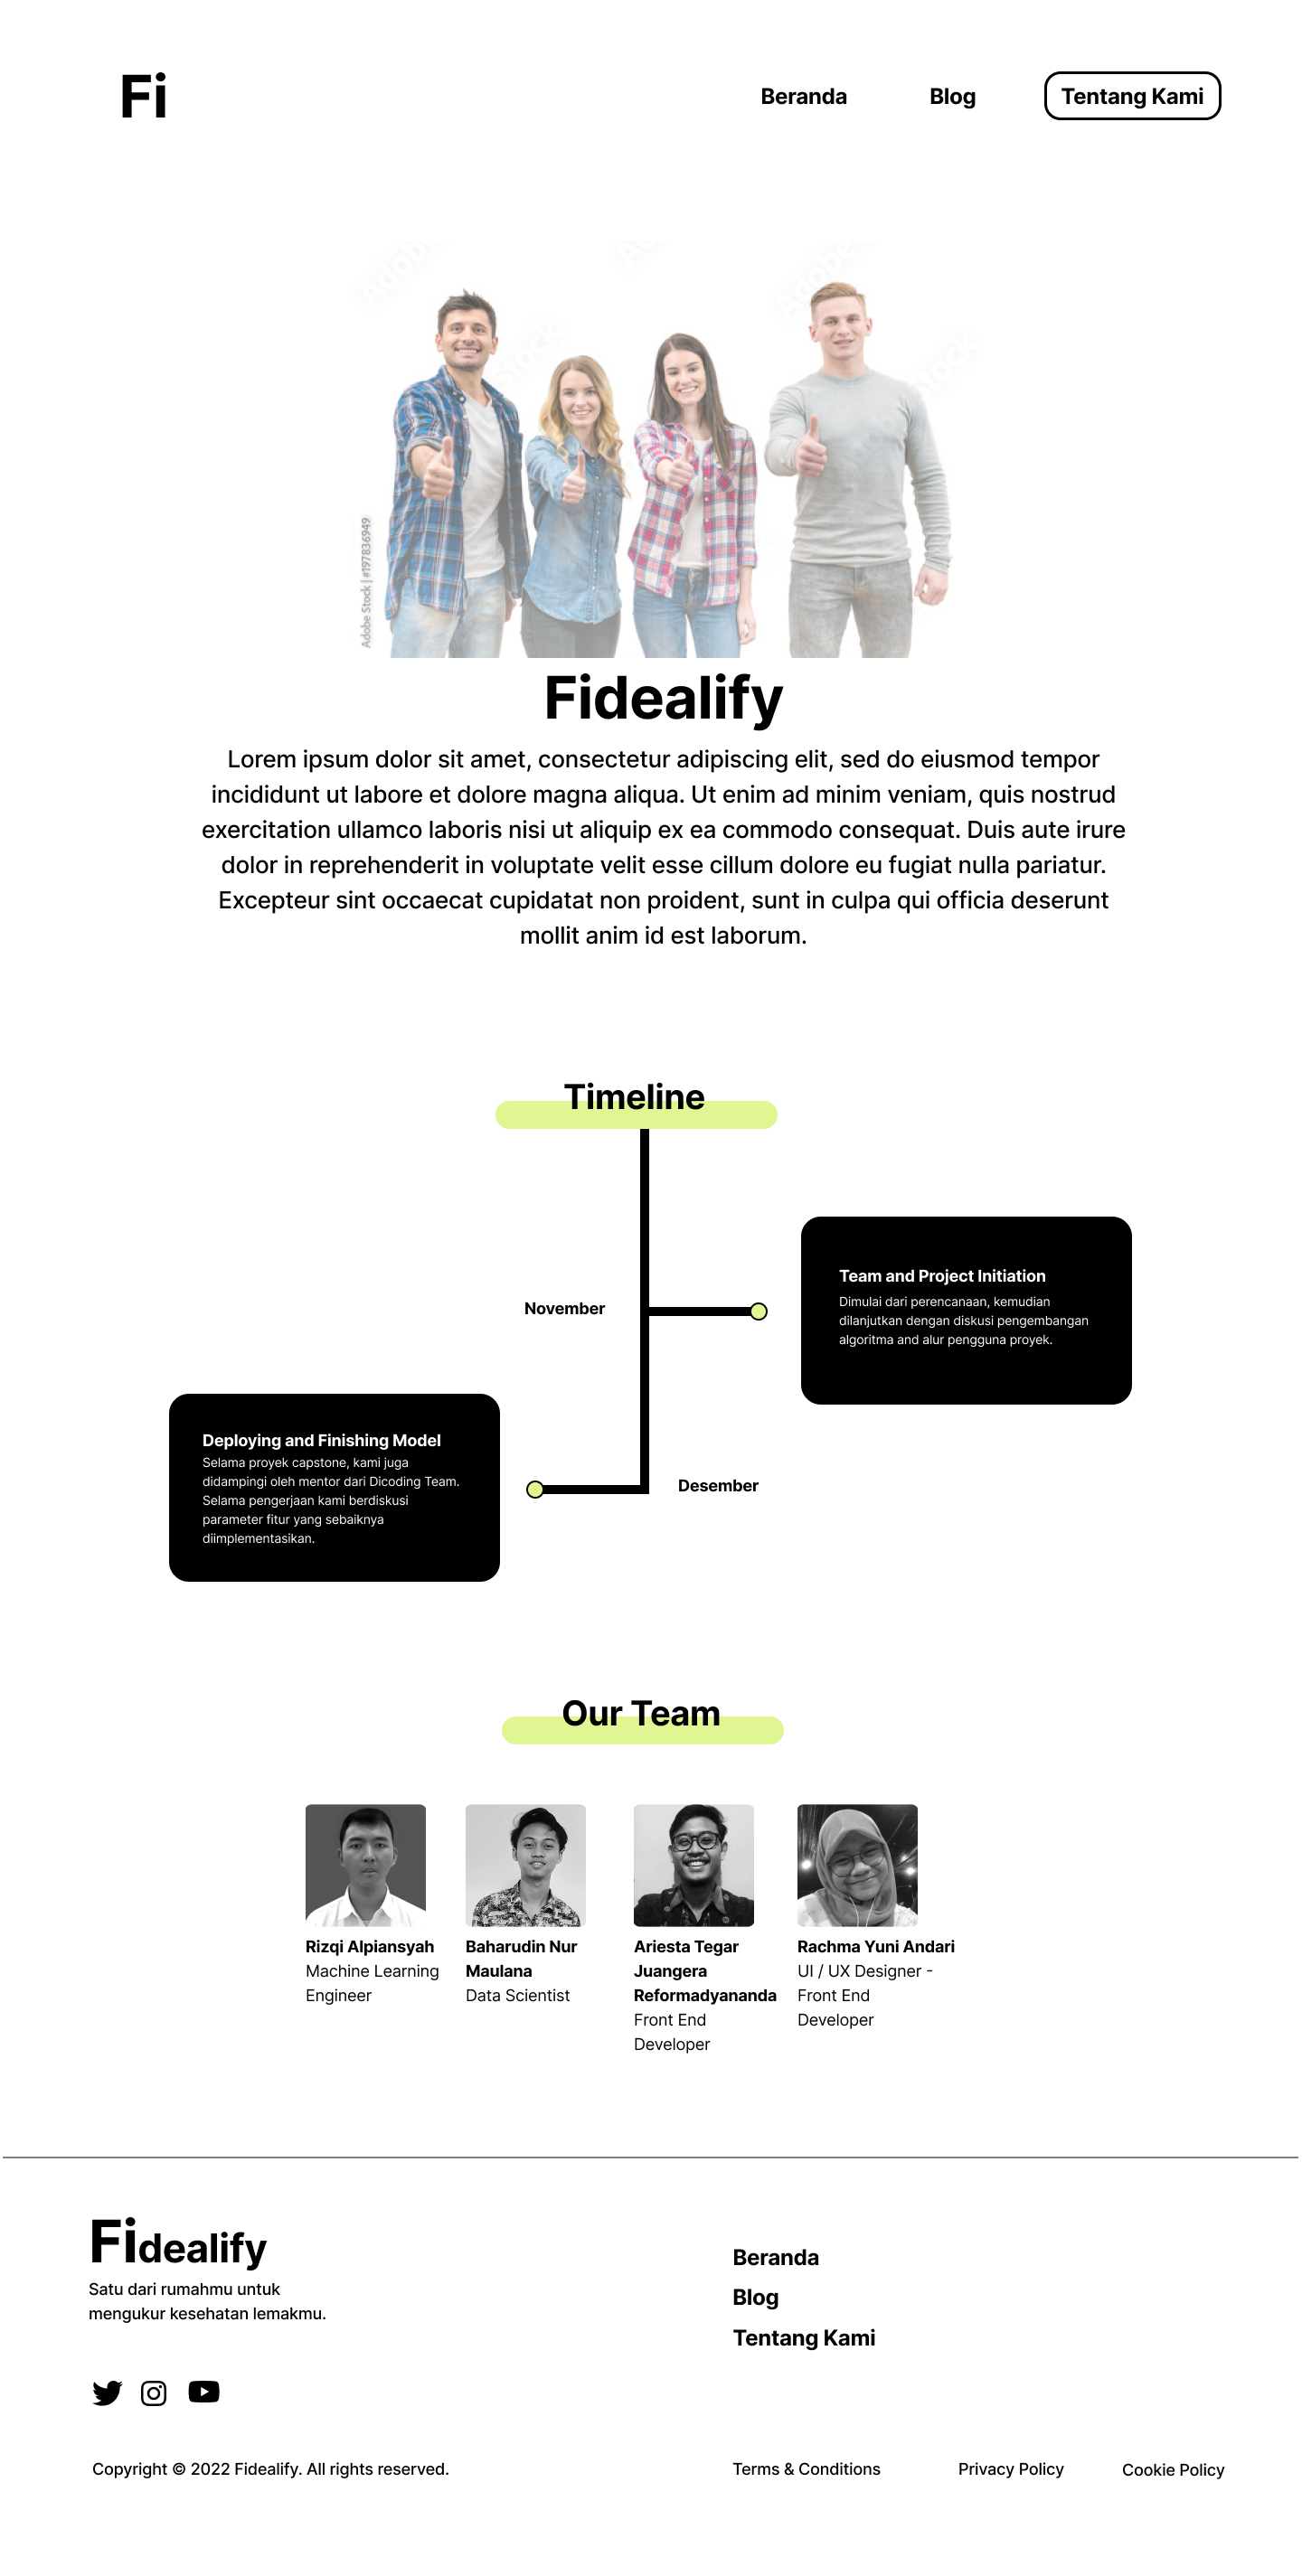 Fi
Beranda
Blog
Tentang Kami
Adobe
Stock
Adobe
Stock
Adobe Stock | #197836949
Fidealify
Lorem ipsum dolor sit amet, consectetur adipiscing elit, sed do eiusmod tempor
incididunt ut labore et dolore magna aliqua. Ut enim ad minim veniam, quis nostrud
exercitation ullamco laboris nisi ut aliquip ex ea commodo consequat. Duis aute irure
dolor in reprehenderit in voluptate velit esse cillum dolore eu fugiat nulla pariatur.
Excepteur sint occaecat cupidatat non proident, sunt in culpa qui officia deserunt
mollit anim id est laborum.
Timeline
November
Team and Project Initiation
Dimulai dari perencanaan, kemudian
dilanjutkan dengan diskusi pengembangan
algoritma and alur pengguna proyek.
Deploying and Finishing Model
Selama proyek capstone, kami juga
didampingi oleh mentor dari Dicoding Team.
Selama pengerjaan kami berdiskusi
parameter fitur yang sebaiknya
diimplementasikan.
Desember
Our Team
Rizqi Alpiansyah
Machine Learning
Engineer
Baharudin Nur
Maulana
Data Scientist
Ariesta Tegar
Juangera
Reformadyananda
Front End
Developer
Rachma Yuni Andari
UI / UX Designer -
Front End
Developer
Fidealify
Satu dari rumahmu untuk
mengukur kesehatan lemakmu.
Beranda
Blog
Tentang Kami
Copyright © 2022 Fidealify. All rights reserved.
Terms & Conditions
Privacy Policy
Cookie Policy